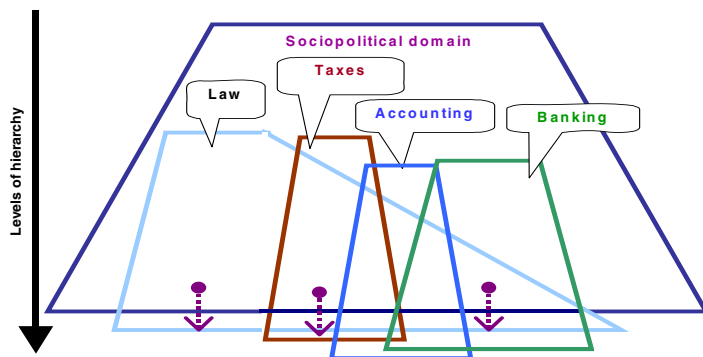 Sociopolitical domain
Taxes
Law
Accounting
Banking
Levels of hierarchy